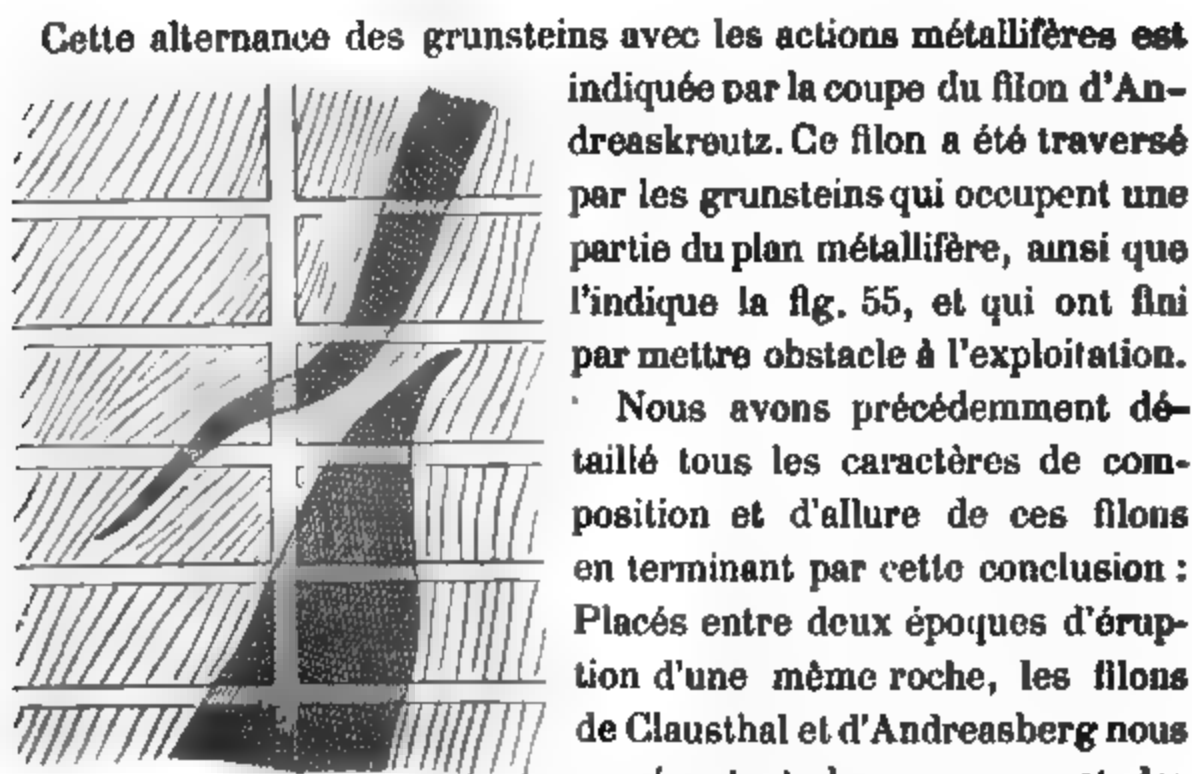 Cette alternance des grunsteins avec les actions métallifères est
indiquée par la coupe du filon d'An-
dreaskreutz. Ce filon a été traversé
par les grunsteins qui occupent une
partie du plan métallifère, ainsi que
l'indique la fig. 55, et qui ont fini
par mettre obstacle à l'exploitation.
Nous avons précédemment dé-
taillé tous les caractères de com-
position et d'allure de ces filons
en terminant par cette conclusion :
Placés entre deux époques d'érup-
tion d'une même roche, les filons
de Clausthal et d'Andreasberg nous